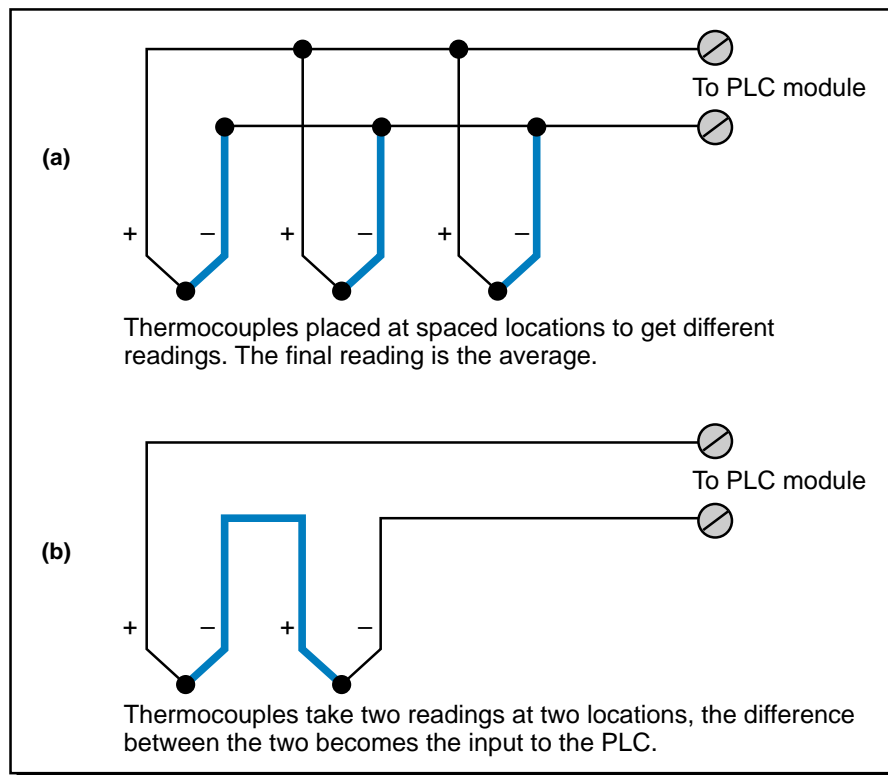 To PLC module
(a)
+ – + – + –
Thermocouples placed at spaced locations to get different
readings. The final reading is the average.
To PLC module
(b)
+ – + –
Thermocouples take two readings at two locations, the difference
between the two becomes the input to the PLC.